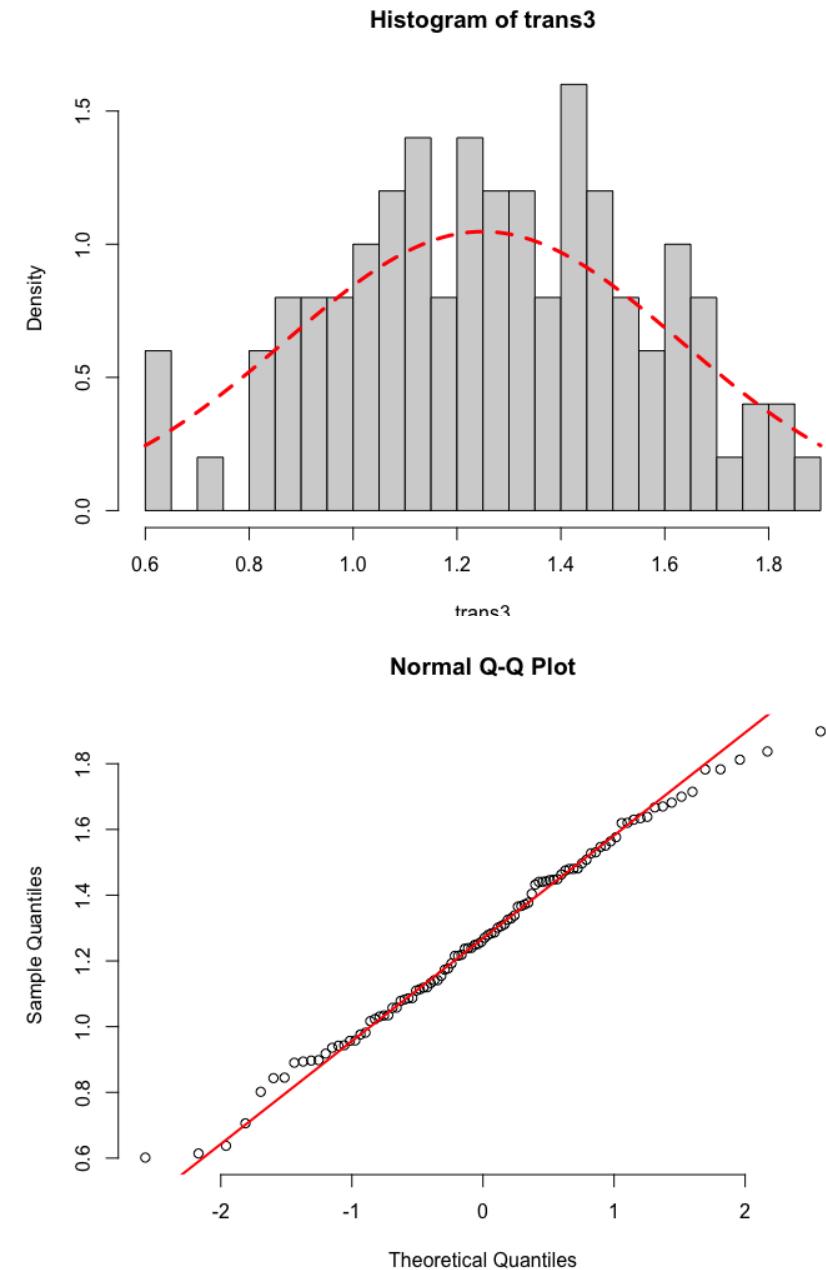 Histogram of trans3
Density
0.0 0.5 1.0 1.5
0.6 0.8 1.0 1.2 1.4 1.6 1.8
trans3
Normal Q-Q Plot
Sample Quantiles
0.6 0.8 1.0 1.2 1.4 1.6 1.8
-2 -1 0 1 2
Theoretical Quantiles